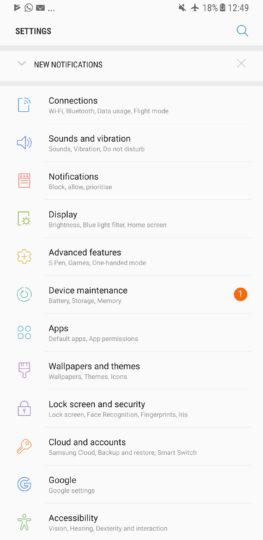 ... 18% 12:49
SETTINGS
NEW NOTIFICATIONS
Connections
Wi-Fi, Bluetooth, Data usage, Flight mode
Sounds and vibration
Sounds, Vibration, Do not disturb
Notifications
Block, allow, prioritise
Display
Brightness, Blue light filter, Home screen
Advanced features
S Pen, Games, One-handed mode
Device maintenance
1
Battery, Storage, Memory
Apps
Default apps, App permissions
Wallpapers and themes
Wallpapers, Themes, Icons
Lock screen and security
Lock screen, Face Recognition, Fingerprints, Iris
Cloud and accounts
Samsung Cloud, Backup and restore, Smart Switch
Google
Google settings
Accessibility
Vision, Hearing, Dexterity and interaction